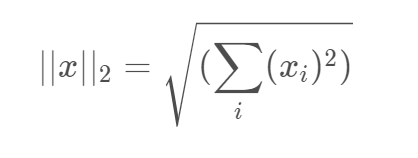 ||x||₂ = √(∑ᵢ(xᵢ)²)